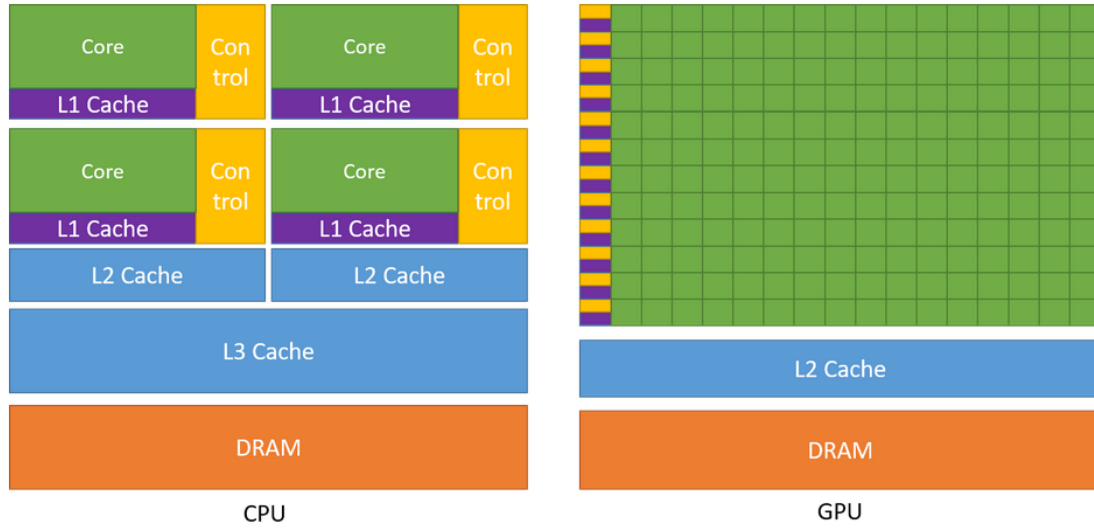 Core
Con
trol
Core
Con
trol
L1 Cache
L1 Cache
Core
Con
trol
Core
Con
trol
L1 Cache
L1 Cache
L2 Cache
L2 Cache
L3 Cache
DRAM
CPU
L2 Cache
DRAM
GPU